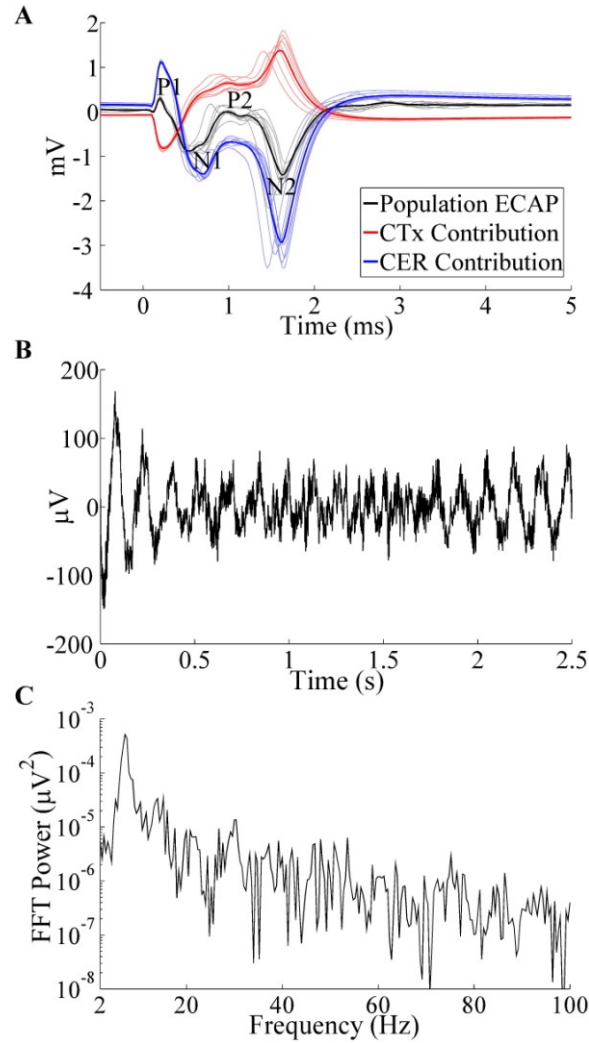 A
2
1
0
-1
-2
-3
-4
mV
P1
N1
P2
N2
Population ECAP
CTx Contribution
CER Contribution
0
1
2
3
4
5
Time (ms)
B
200
100
0
-100
-200
µV
0
0.5
1
1.5
2
2.5
Time (s)
C
10-3
10-4
10-5
10-6
10-7
10-8
FFT Power (µV2)
2
20
40
60
80
100
Frequency (Hz)